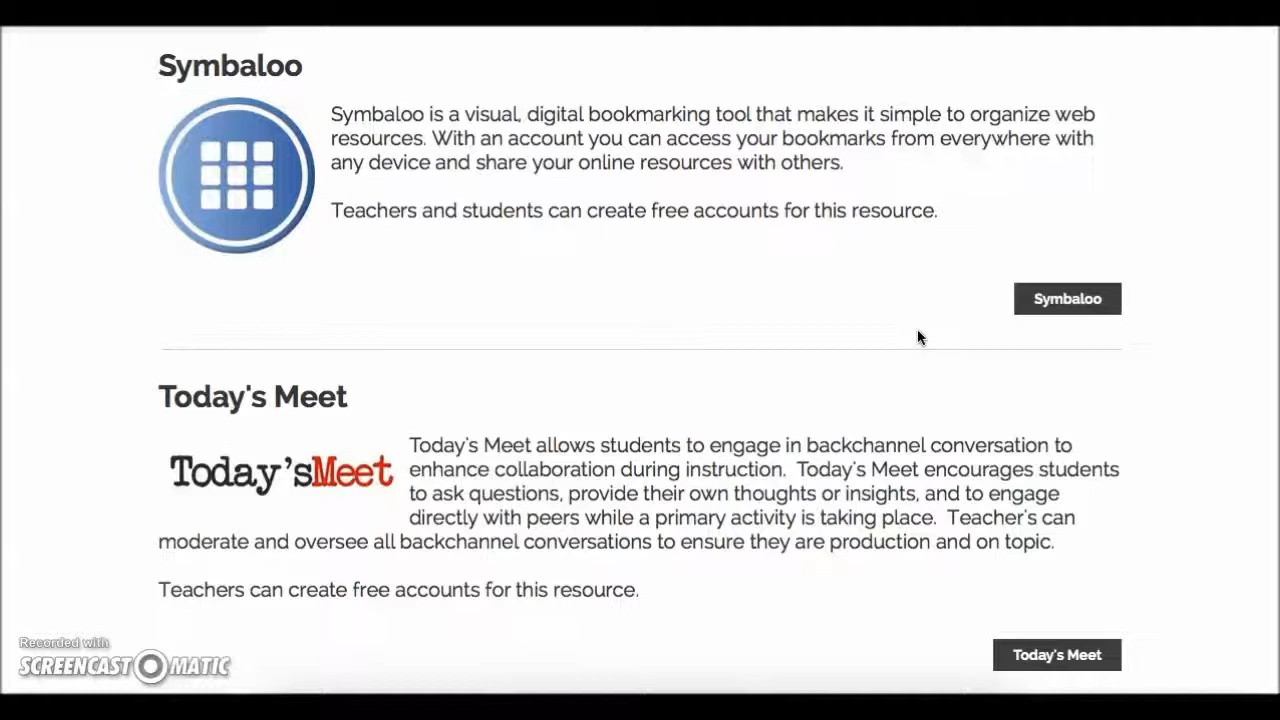 Symbaloo
Symbaloo is a visual, digital bookmarking tool that makes it simple to organize web
resources. With an account you can access your bookmarks from everywhere with
any device and share your online resources with others.
Teachers and students can create free accounts for this resource.
Symbaloo
Today's Meet
Today'sMeet
Today's Meet allows students to engage in backchannel conversation to
enhance collaboration during instruction. Today's Meet encourages students
to ask questions, provide their own thoughts or insights, and to engage
directly with peers while a primary activity is taking place. Teacher's can
moderate and oversee all backchannel conversations to ensure they are production and on topic.
Teachers can create free accounts for this resource.
Today's Meet
Recorded with
SCREENCAST MATIC